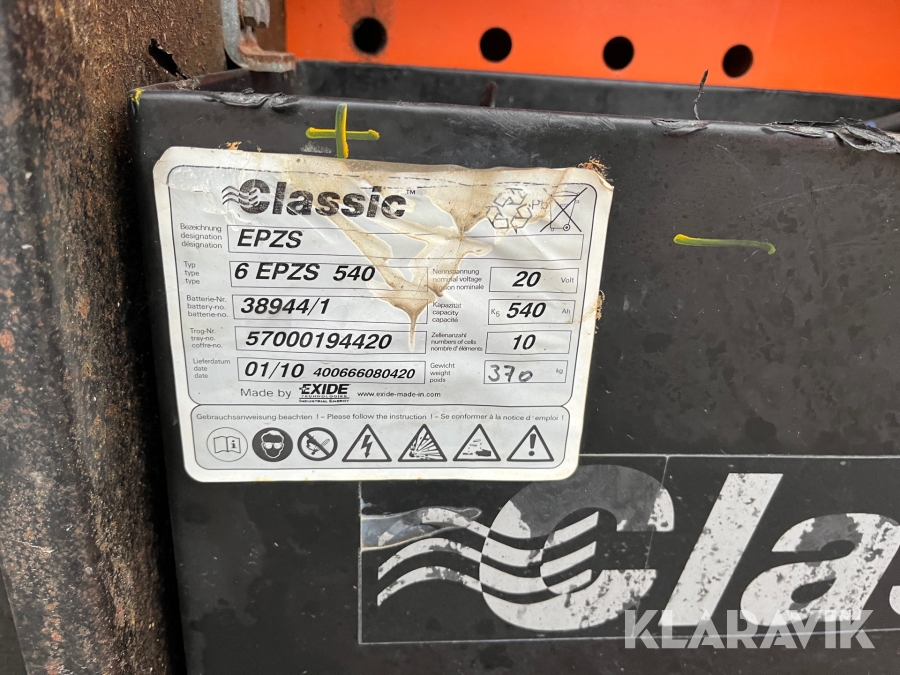 Classic™
Pb
Bezeichnung
designation
désignation
EPZS
Typ
type
type
6 EPZS 540
Nennspannung
nominal voltage
tension nominale
20 Volt
Batterie-Nr.
battery-no.
batterie-no.
38944/1
Kapazität
capacity
capacité
K5 540 Ah
Trog-Nr.
tray-no.
coffre-no.
57000194420
Zellenanzahl
numbers of cells
nombre d'éléments
10
Lieferdatum
date
date
01/10 400666080420
Gewicht
weight
poids
370 kg
Made by EXIDE
TECHNOLOGIES
INDUSTRIAL ENERGY
www.exide-made-in.com
Gebrauchsanweisung beachten ! – Please follow the instruction ! – Se conformer à la notice d'emploi !
Clas
KLARAVIK